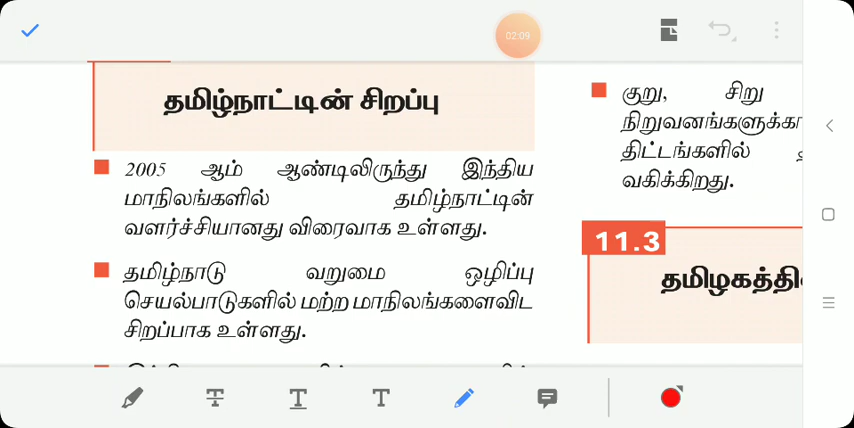 02:09
தமிழ்நாட்டின் சிறப்பு
2005 ஆம் ஆண்டிலிருந்து இந்திய
மாநிலங்களில் தமிழ்நாட்டின்
வளர்ச்சியானது விரைவாக உள்ளது.
தமிழ்நாடு வறுமை ஒழிப்பு
செயல்பாடுகளில் மற்ற மாநிலங்களைவிட
சிறப்பாக உள்ளது.
குறு, சிறு
திட்டங்களில்
வகிக்கிறது.
11.3